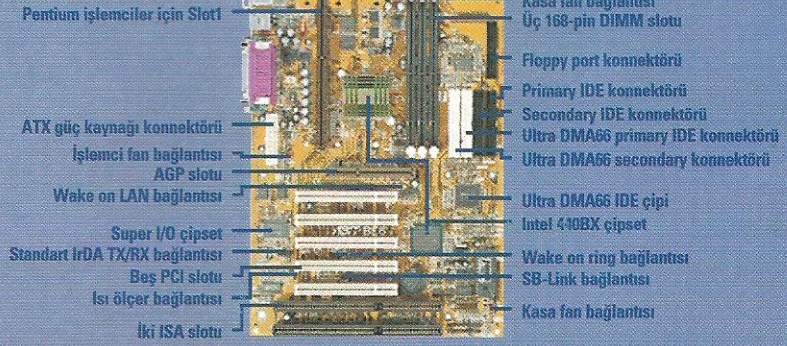 Pentium işlemciler için Slot1
ATX güç kaynağı konnektörü
İşlemci fan bağlantısı
AGP slotu
Wake on LAN bağlantısı
Super I/O çipset
Standart IrDA TX/RX bağlantısı
Beş PCI slotu
Isı ölçer bağlantısı
İki ISA slotu
Kasa fan bağlantısı
Üç 168-pin DIMM slotu
Floppy port konnektörü
Primary IDE konnektörü
Secondary IDE konnektörü
Ultra DMA66 primary IDE konnektörü
Ultra DMA66 secondary konnektörü
Ultra DMA66 IDE çipi
Intel 440BX çipset
Wake on ring bağlantısı
SB-Link bağlantısı
Kasa fan bağlantısı